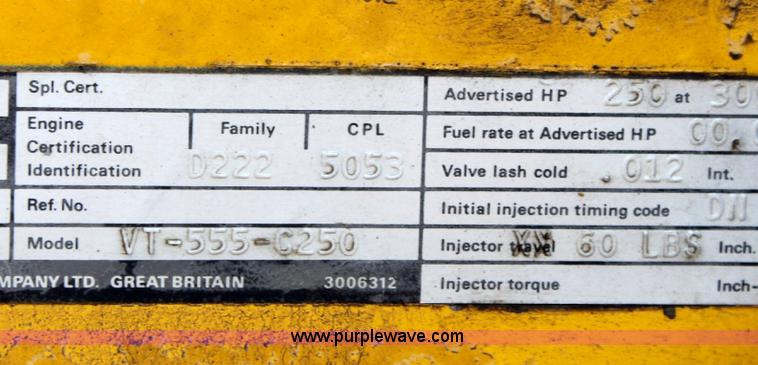 Spl. Cert.
Engine Certification Identification
Family
CPL
D222
5053
Ref. No.
Model VT-555-C250
MPANY LTD. GREAT BRITAIN 3006312
Advertised HP 250 at
Fuel rate at Advertised HP
Valve lash cold .012 Int.
Initial injection timing code
Injector travel XX 60 LBS Inch.
Injector torque Inch-
www.purplewave.com